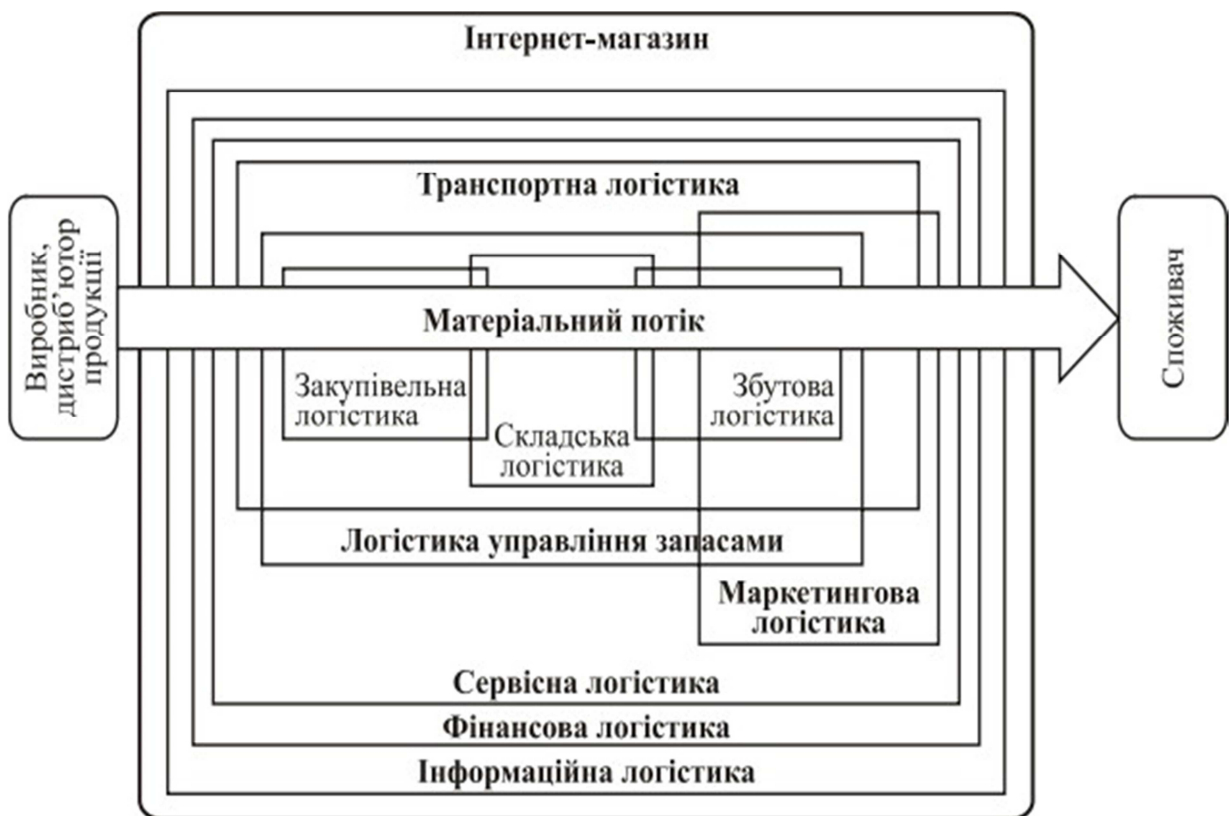 Інтернет-магазин
Транспортна логістика
Виробник,
дистриб’ютор
продукції
Матеріальний потік
Споживач
Закупівельна
логістика
Складська
логістика
Збутова
логістика
Логістика управління запасами
Маркетингова
логістика
Сервісна логістика
Фінансова логістика
Інформаційна логістика